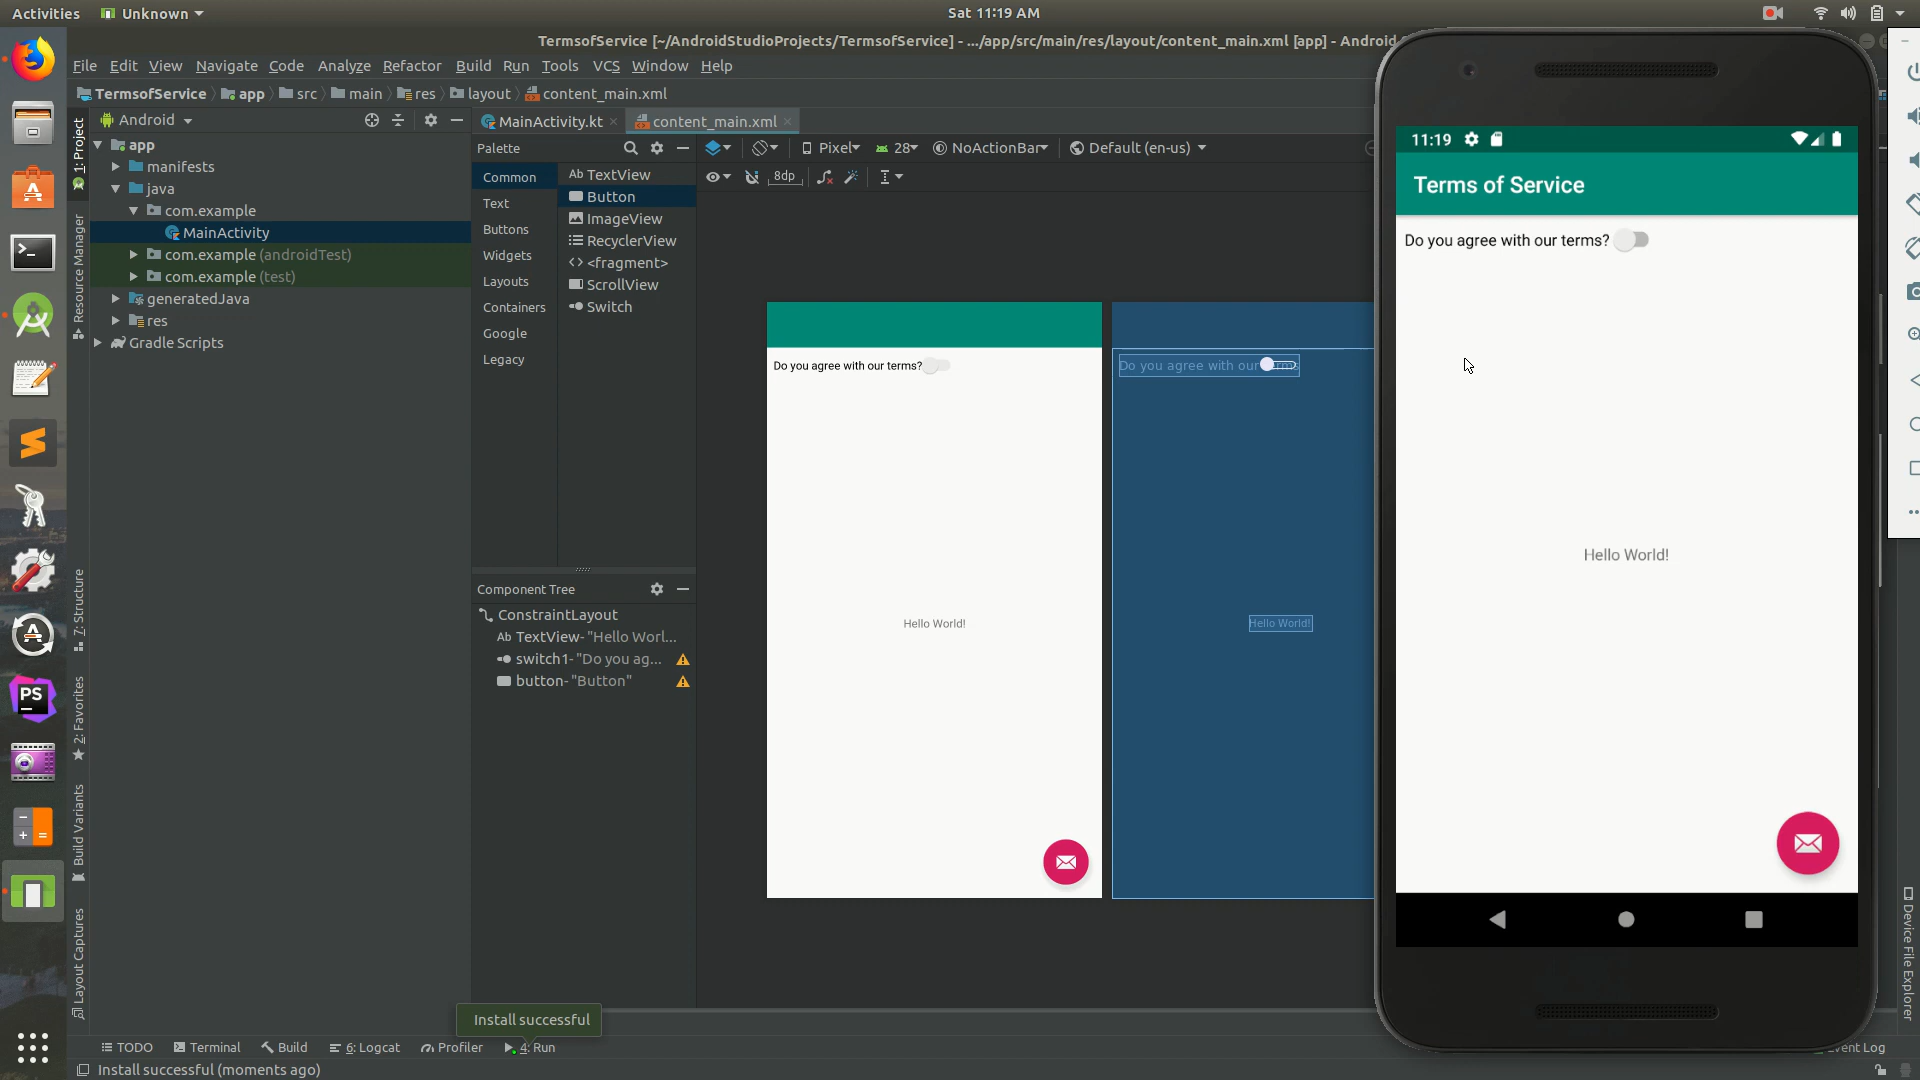 Activities Unknown Sat 11:19 AM
TermsofService [~/AndroidStudioProjects/TermsofService] - .../app/src/main/res/layout/content_main.xml [app] - Android
File Edit View Navigate Code Analyze Refactor Build Run Tools VCS Window Help
TermsofService app src main res layout content_main.xml
Android
app
manifests
java
com.example
MainActivity
com.example (androidTest)
com.example (test)
generatedJava
res
Gradle Scripts
1: Project
Resource Manager
7: Structure
2: Favorites
Build Variants
Layout Captures
PS
MainActivity.kt content_main.xml
Palette
Common
Text
Buttons
Widgets
Layouts
Containers
Google
Legacy
Ab TextView
Button
ImageView
RecyclerView
<> <fragment>
ScrollView
Switch
Pixel 28 NoActionBar Default (en-us)
8dp
Component Tree
ConstraintLayout
Ab TextView- "Hello Worl...
switch1- "Do you ag...
button- "Button"
Do you agree with our terms?
Hello World!
Do you agree with our terms
Hello World!
11:19
Terms of Service
Do you agree with our terms?
Hello World!
Device File Explorer
Install successful
TODO Terminal Build 6: Logcat Profiler 4: Run
Event Log
Install successful (moments ago)